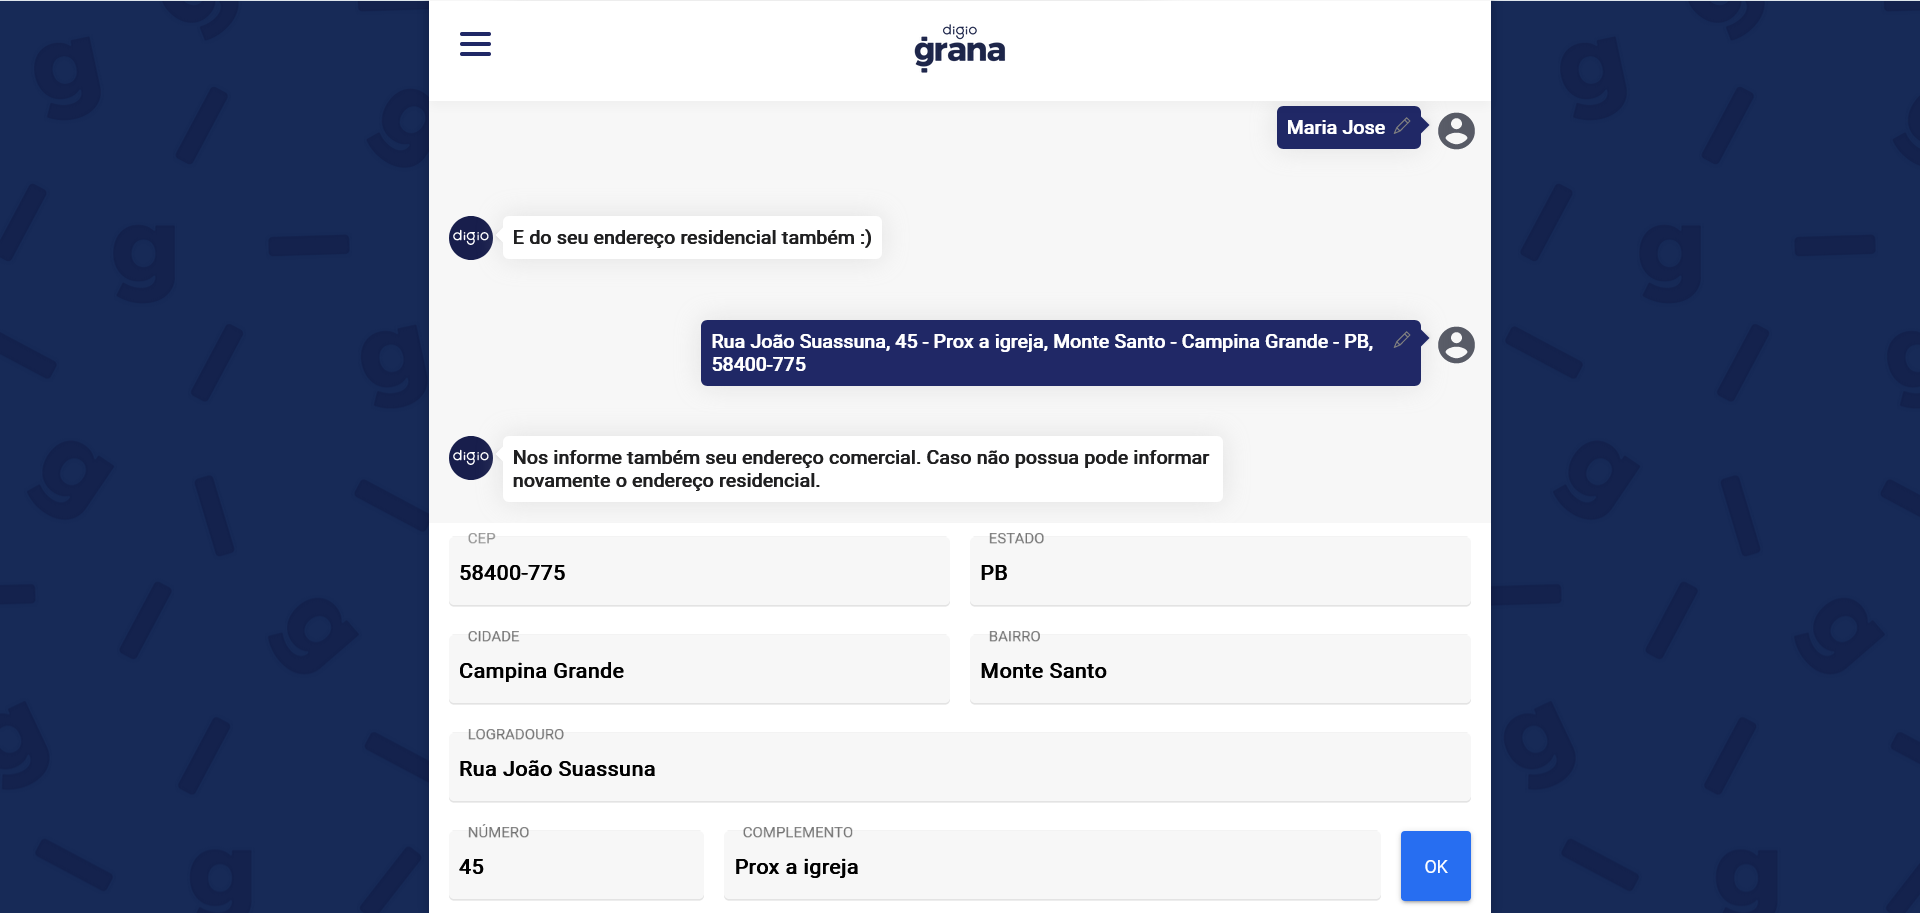 digio
grana
Maria Jose
digio
E do seu endereço residencial também :)
Rua João Suassuna, 45 - Prox a igreja, Monte Santo - Campina Grande - PB,
58400-775
digio
Nos informe também seu endereço comercial. Caso não possua pode informar
novamente o endereço residencial.
CEP
58400-775
ESTADO
PB
CIDADE
Campina Grande
BAIRRO
Monte Santo
LOGRADOURO
Rua João Suassuna
NÚMERO
45
COMPLEMENTO
Prox a igreja
OK